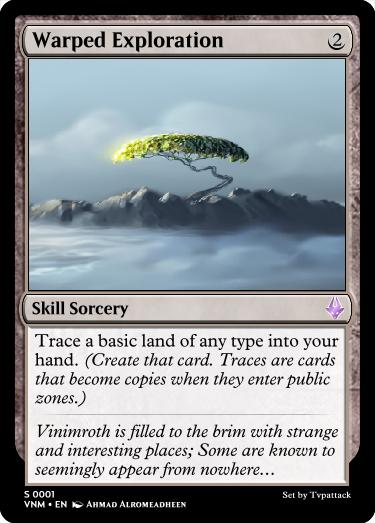 Warped Exploration 2
Skill Sorcery
Trace a basic land of any type into your
hand. (Create that card. Traces are cards
that become copies when they enter public
zones.)
Vinimroth is filled to the brim with strange
and interesting places; Some are known to
seemingly appear from nowhere...
S 0001
VNM • EN Ahmad Alromeadheen
Set by Tvpattack